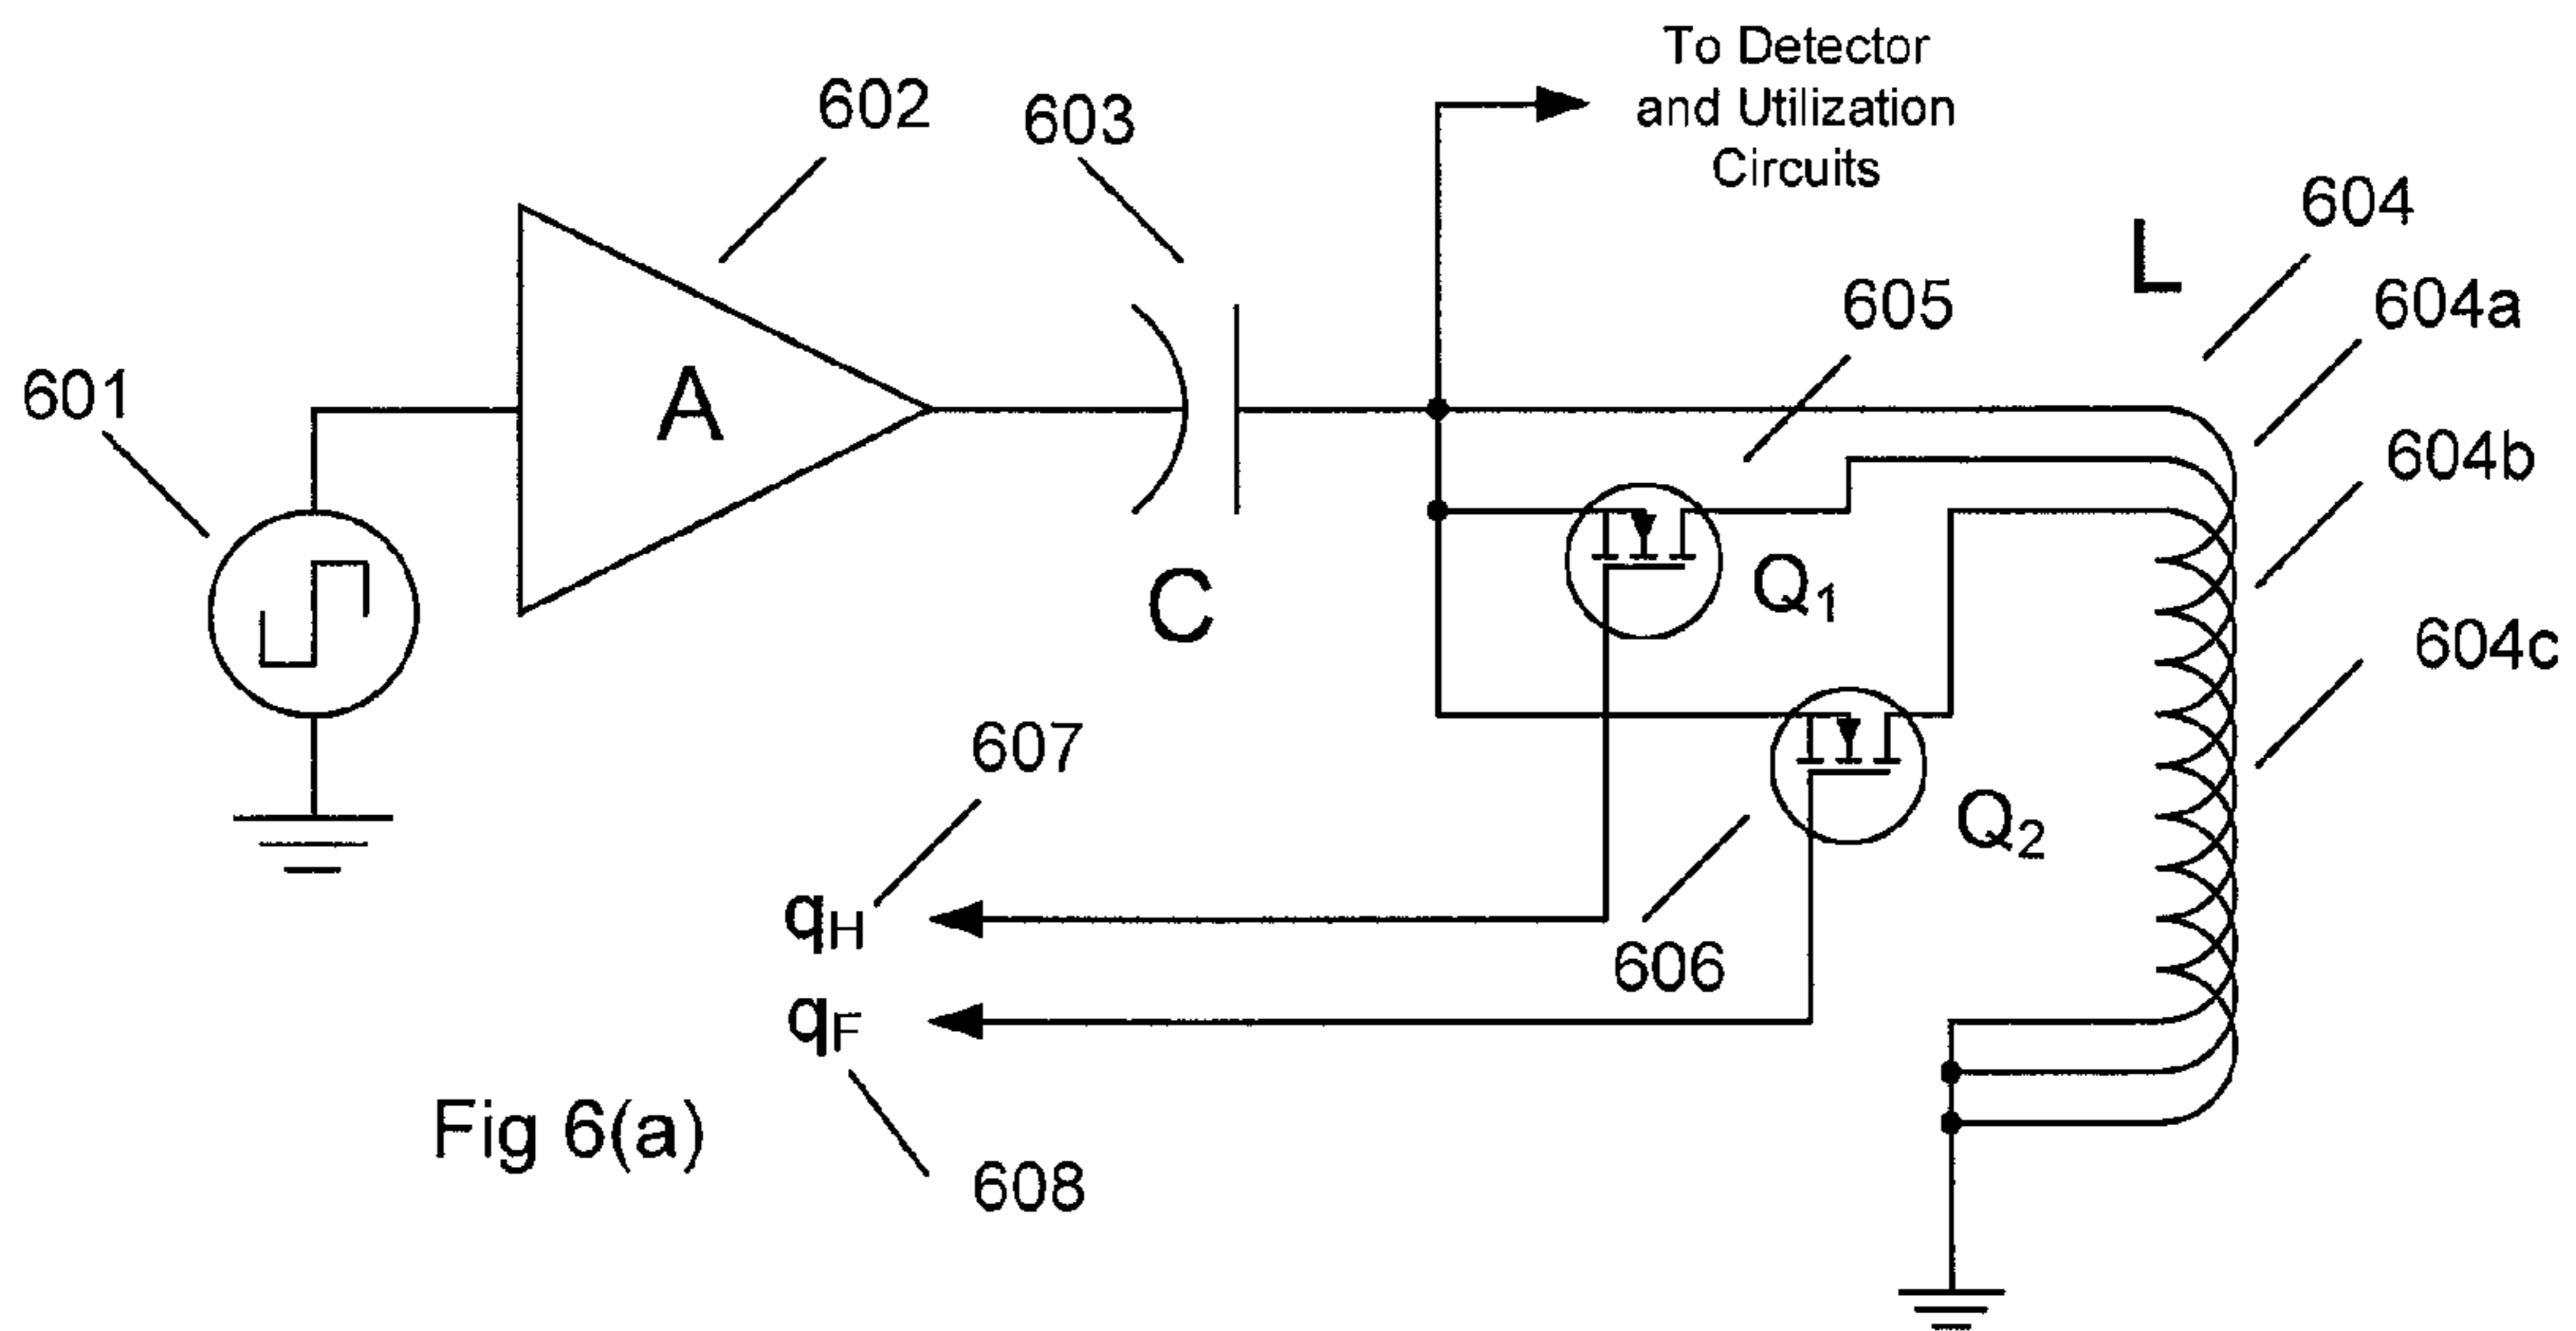 To Detector
and Utilization
Circuits
602
603
604
L
604a
605
601
A
604b
C
Q1
604c
607
Q2
qH
606
qF
Fig 6(a)
608